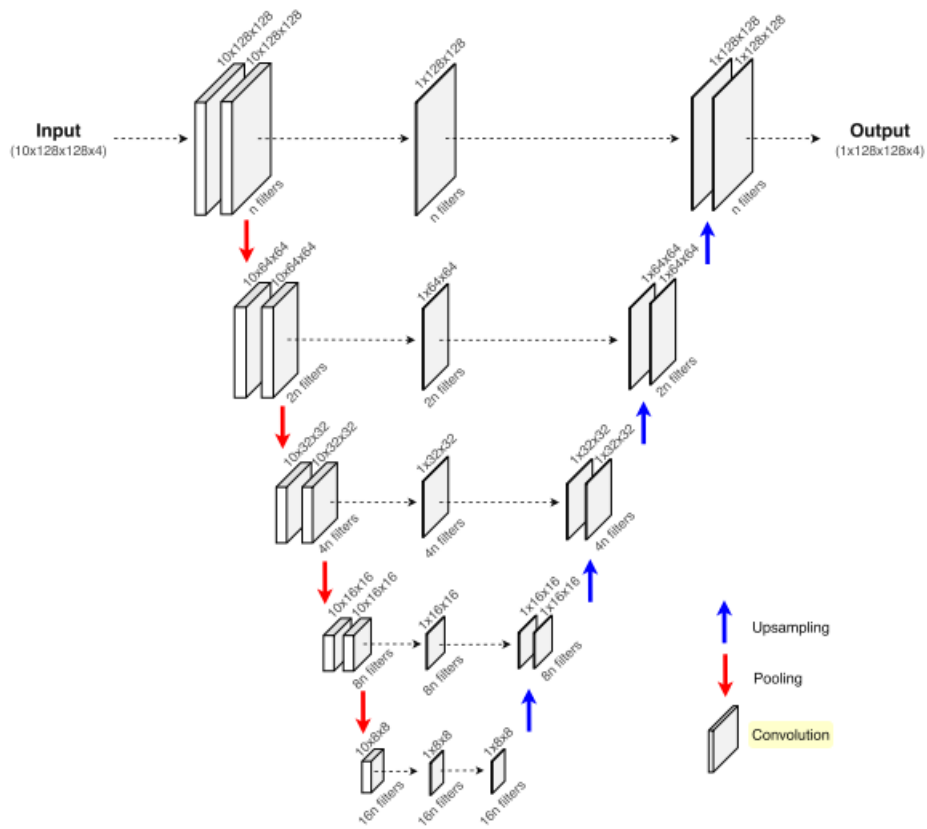 10x128x128
10x128x128
1x128x128
1x128x128
1x128x128
Input
(10x128x128x4)
Output
(1x128x128x4)
n filters
n filters
n filters
10x64x64
10x64x64
1x64x64
1x64x64
1x64x64
2n filters
2n filters
2n filters
10x32x32
10x32x32
1x32x32
1x32x32
1x32x32
4n filters
4n filters
4n filters
10x16x16
10x16x16
1x16x16
1x16x16
1x16x16
8n filters
8n filters
8n filters
Upsampling
Pooling
Convolution
10x8x8
1x8x8
1x8x8
16n filters
16n filters
16n filters